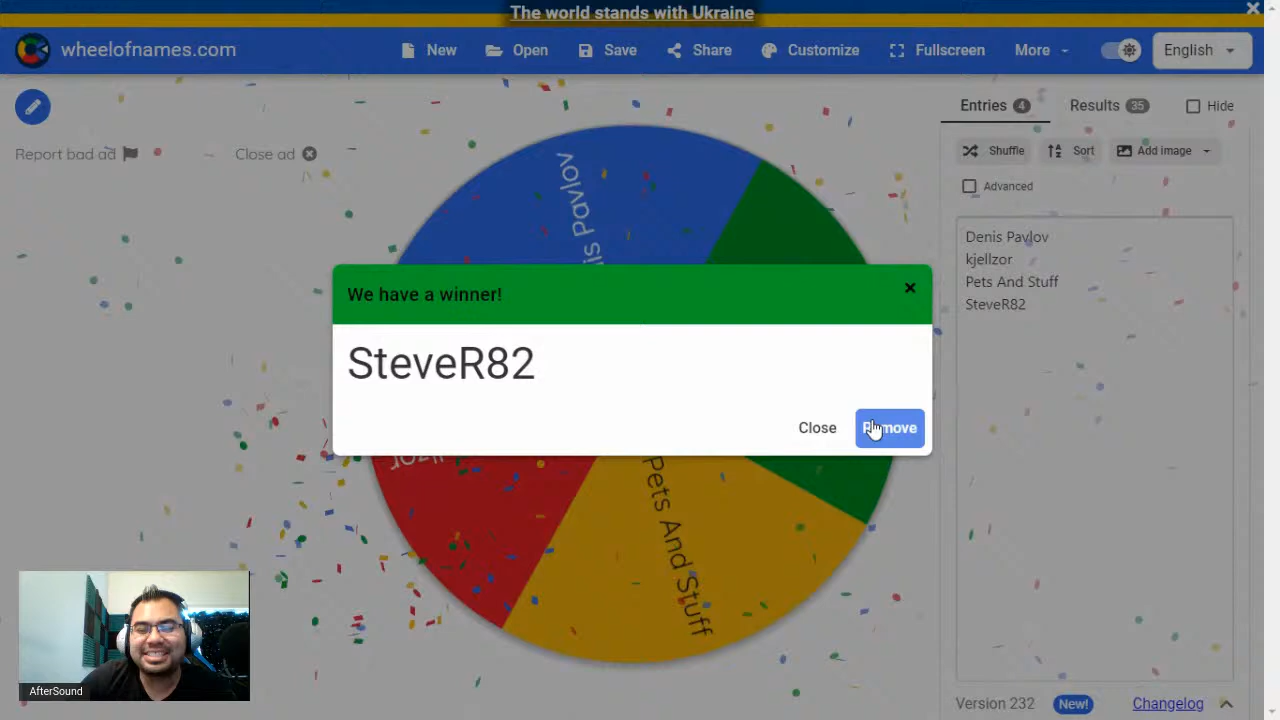 The world stands with Ukraine
wheelofnames.com
New
Open
Save
Share
Customize
Fullscreen
More
English
Report bad ad
Close ad
Entries 4
Results 35
Hide
Shuffle
Sort
Add image
Advanced
Denis Pavlov
kjellzor
Pets And Stuff
SteveR82
is Pavlov
We have a winner!
SteveR82
Close
Pets And Stuff
AfterSound
Version 232
New!
Changelog